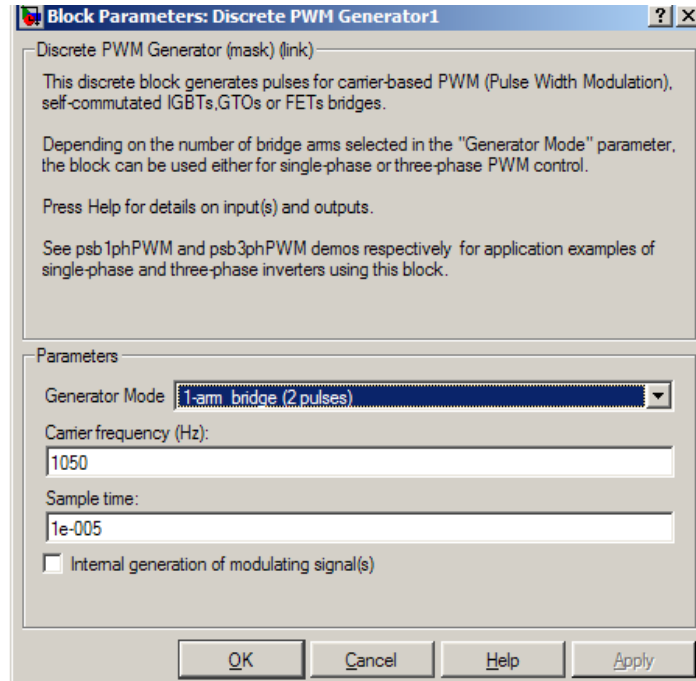 Block Parameters: Discrete PWM Generator1
Discrete PWM Generator (mask) (link)
This discrete block generates pulses for carrier-based PWM (Pulse Width Modulation),
self-commutated IGBTs,GTOs or FETs bridges.
Depending on the number of bridge arms selected in the "Generator Mode" parameter,
the block can be used either for single-phase or three-phase PWM control.
Press Help for details on input(s) and outputs.
See psb1phPWM and psb3phPWM demos respectively for application examples of
single-phase and three-phase inverters using this block.
Parameters
Generator Mode 1-arm bridge (2 pulses)
Carrier frequency (Hz):
1050
Sample time:
1e-005
Internal generation of modulating signal(s)
OK Cancel Help Apply